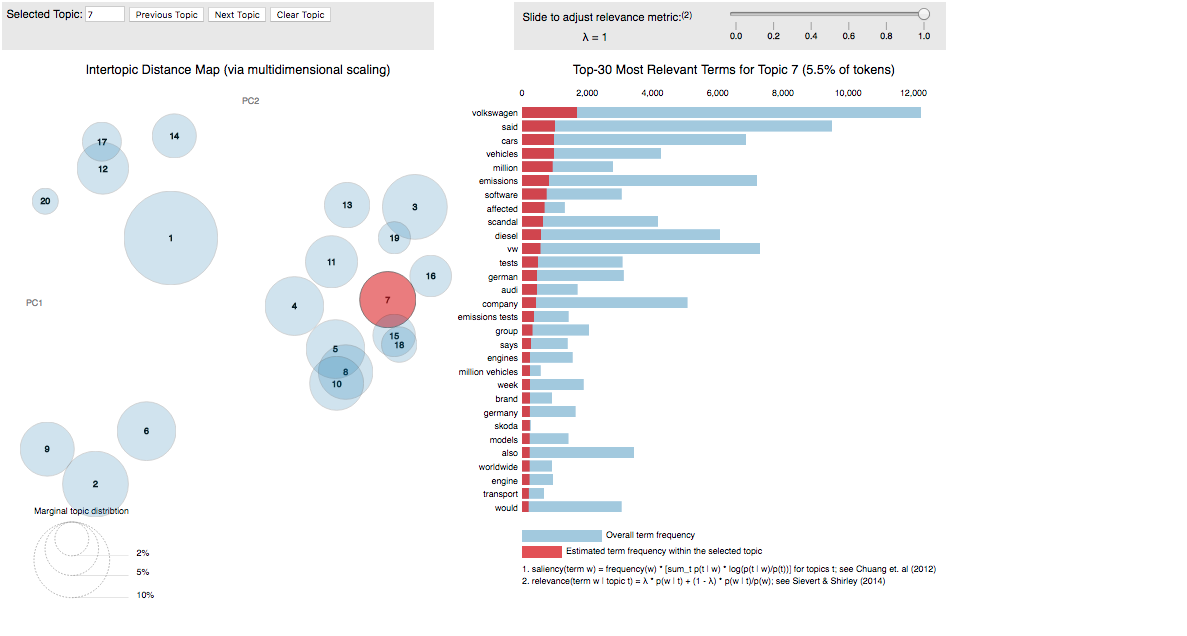 Selected Topic: 7 Previous Topic Next Topic Clear Topic
Slide to adjust relevance metric:(2)
λ = 1
0.0 0.2 0.4 0.6 0.8 1.0
Intertopic Distance Map (via multidimensional scaling)
PC2
17
14
12
20
1
13
3
19
11
16
PC1
4
7
15
18
5
8
10
6
9
2
Marginal topic distribtion
2%
5%
10%
Top-30 Most Relevant Terms for Topic 7 (5.5% of tokens)
0 2,000 4,000 6,000 8,000 10,000 12,000
volkswagen
said
cars
vehicles
million
emissions
software
affected
scandal
diesel
vw
tests
german
audi
company
emissions tests
group
says
engines
million vehicles
week
brand
germany
skoda
models
also
worldwide
engine
transport
would
Overall term frequency
Estimated term frequency within the selected topic
1. saliency(term w) = frequency(w) * [sum_t p(t | w) * log(p(t | w)/p(t))] for topics t; see Chuang et. al (2012)
2. relevance(term w | topic t) = λ * p(w | t) + (1 - λ) * p(w | t)/p(w); see Sievert & Shirley (2014)